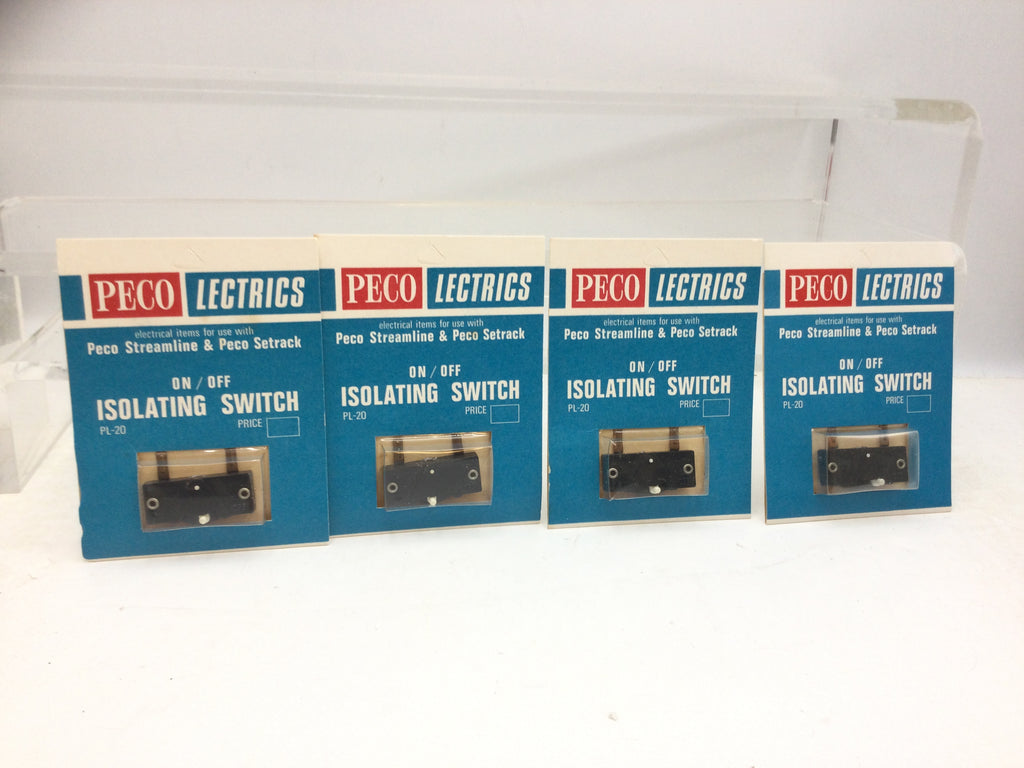 PECO LECTRICS
electrical items for use with
Peco Streamline & Peco Setrack
ON / OFF
ISOLATING SWITCH
PL-20 PRICE
PECO LECTRICS
electrical items for use with
Peco Streamline & Peco Setrack
ON / OFF
ISOLATING SWITCH
PL-20 PRICE
PECO LECTRICS
electrical items for use with
Peco Streamline & Peco Setrack
ON / OFF
ISOLATING SWITCH
PL-20 PRICE
PECO LECTRICS
electrical items for use with
Peco Streamline & Peco Setrack
ON / OFF
ISOLATING SWITCH
PL-20 PRICE